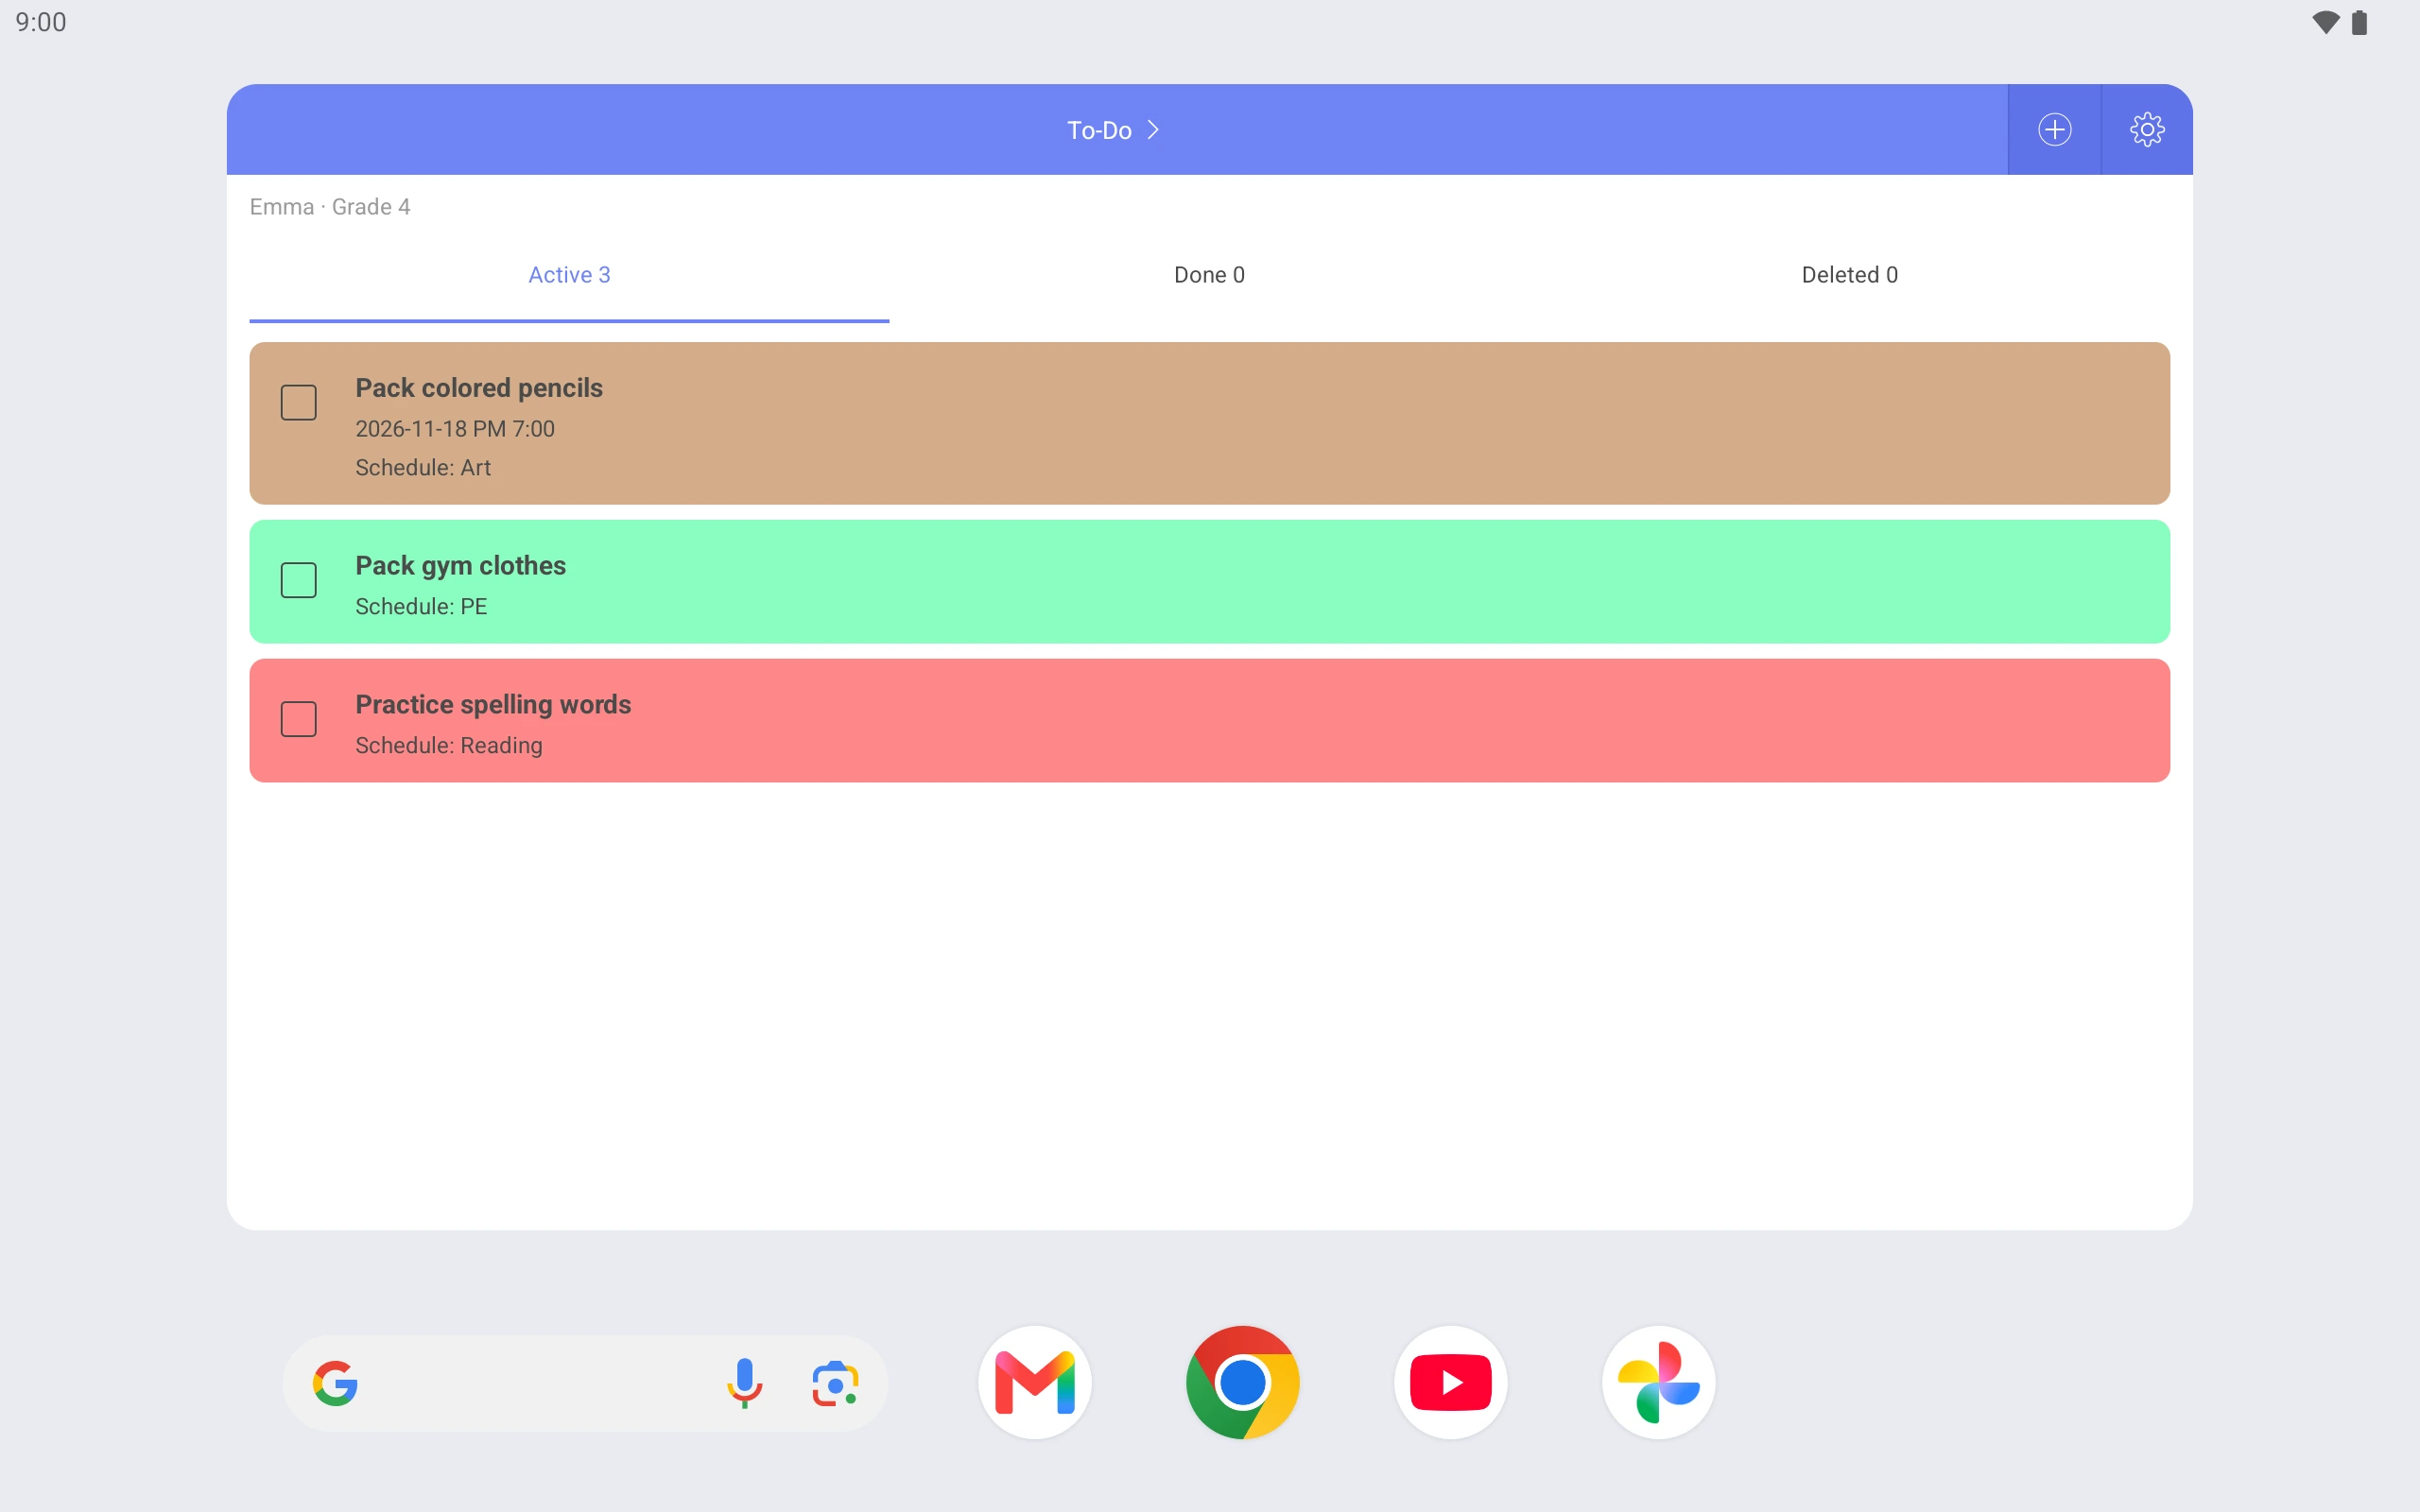 9:00
To-Do
Emma · Grade 4
Active 3
Done 0
Deleted 0
Pack colored pencils
2026-11-18 PM 7:00
Schedule: Art
Pack gym clothes
Schedule: PE
Practice spelling words
Schedule: Reading